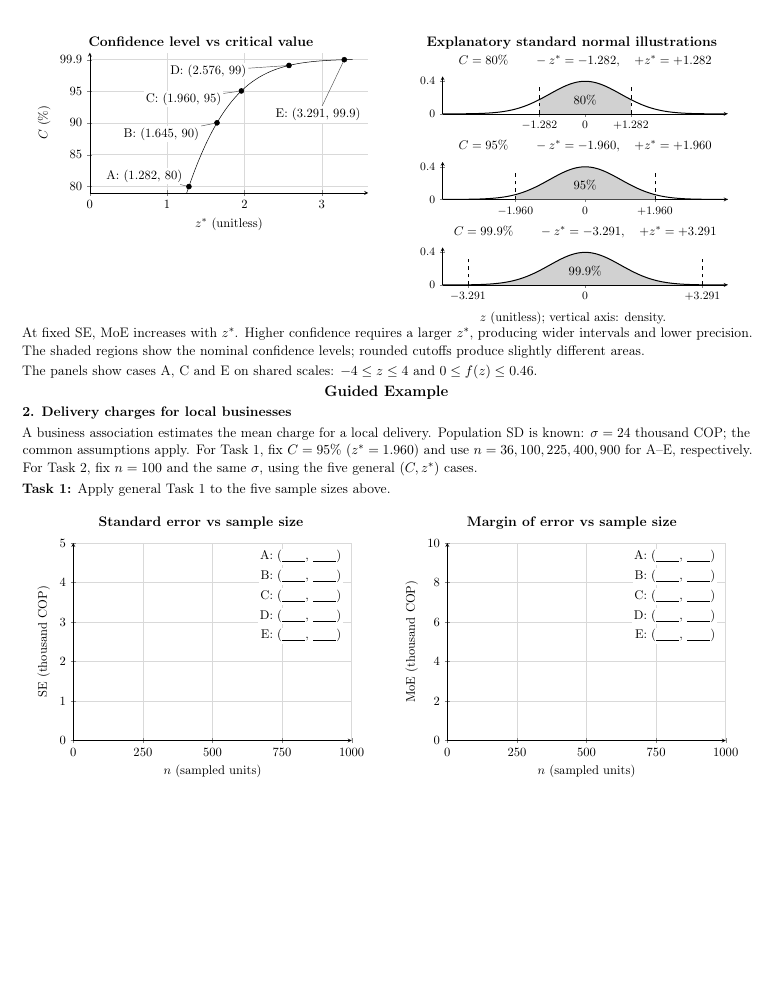 Confidence level vs critical value
C (%)
99.9
95
90
85
80
0 1 2 3
z* (unitless)
A: (1.282, 80)
B: (1.645, 90)
C: (1.960, 95)
D: (2.576, 99)
E: (3.291, 99.9)
Explanatory standard normal illustrations
C = 80% − z* = −1.282, +z* = +1.282
0.4
0
80%
−1.282 0 +1.282
C = 95% − z* = −1.960, +z* = +1.960
0.4
0
95%
−1.960 0 +1.960
C = 99.9% − z* = −3.291, +z* = +3.291
0.4
0
99.9%
−3.291 0 +3.291
z (unitless); vertical axis: density.
At fixed SE, MoE increases with z*. Higher confidence requires a larger z*, producing wider intervals and lower precision.
The shaded regions show the nominal confidence levels; rounded cutoffs produce slightly different areas.
The panels show cases A, C and E on shared scales: −4 ≤ z ≤ 4 and 0 ≤ f(z) ≤ 0.46.
Guided Example
2. Delivery charges for local businesses
A business association estimates the mean charge for a local delivery. Population SD is known: σ = 24 thousand COP; the
common assumptions apply. For Task 1, fix C = 95% (z* = 1.960) and use n = 36, 100, 225, 400, 900 for A–E, respectively.
For Task 2, fix n = 100 and the same σ, using the five general (C, z*) cases.
Task 1: Apply general Task 1 to the five sample sizes above.
Standard error vs sample size
SE (thousand COP)
5
4
3
2
1
0
0 250 500 750 1000
n (sampled units)
A: (___, ___)
B: (___, ___)
C: (___, ___)
D: (___, ___)
E: (___, ___)
Margin of error vs sample size
MoE (thousand COP)
10
8
6
4
2
0
0 250 500 750 1000
n (sampled units)
A: (___, ___)
B: (___, ___)
C: (___, ___)
D: (___, ___)
E: (___, ___)